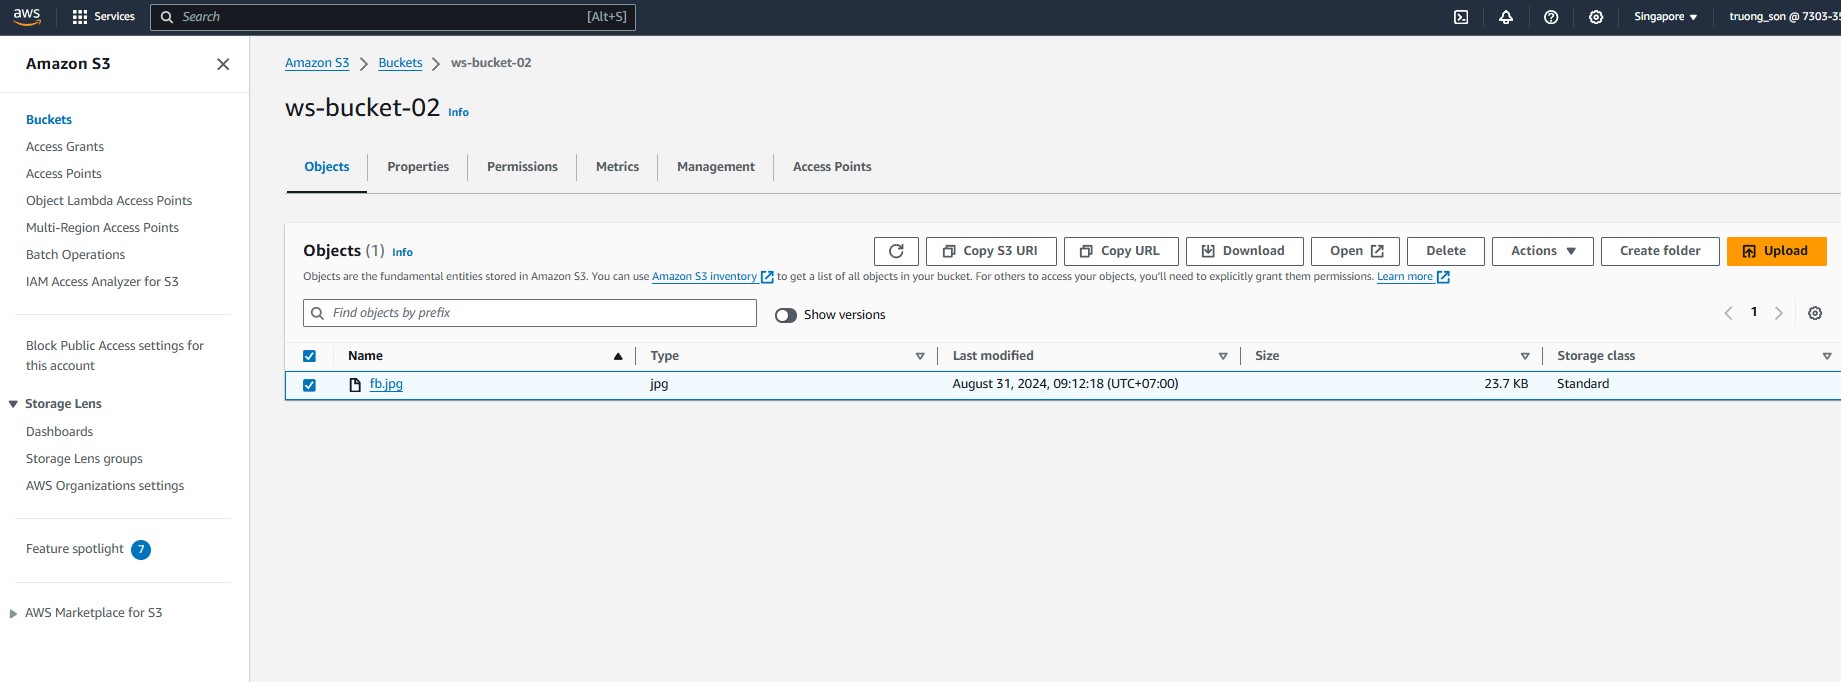 aws Services Search [Alt+S] Singapore truong_son @ 7303-35
Amazon S3
Buckets
Access Grants
Access Points
Object Lambda Access Points
Multi-Region Access Points
Batch Operations
IAM Access Analyzer for S3
Block Public Access settings for
this account
Storage Lens
Dashboards
Storage Lens groups
AWS Organizations settings
Feature spotlight 7
AWS Marketplace for S3
Amazon S3 Buckets ws-bucket-02
ws-bucket-02 Info
Objects Properties Permissions Metrics Management Access Points
Objects (1) Info Copy S3 URI Copy URL Download Open Delete Actions Create folder Upload
Objects are the fundamental entities stored in Amazon S3. You can use Amazon S3 inventory to get a list of all objects in your bucket. For others to access your objects, you'll need to explicitly grant them permissions. Learn more
Find objects by prefix Show versions 1
Name Type Last modified Size Storage class
fb.jpg jpg August 31, 2024, 09:12:18 (UTC+07:00) 23.7 KB Standard